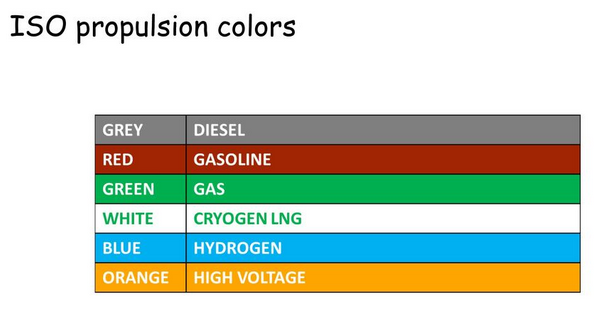 ISO propulsion colors
GREY DIESEL
RED GASOLINE
GREEN GAS
WHITE CRYOGEN LNG
BLUE HYDROGEN
ORANGE HIGH VOLTAGE